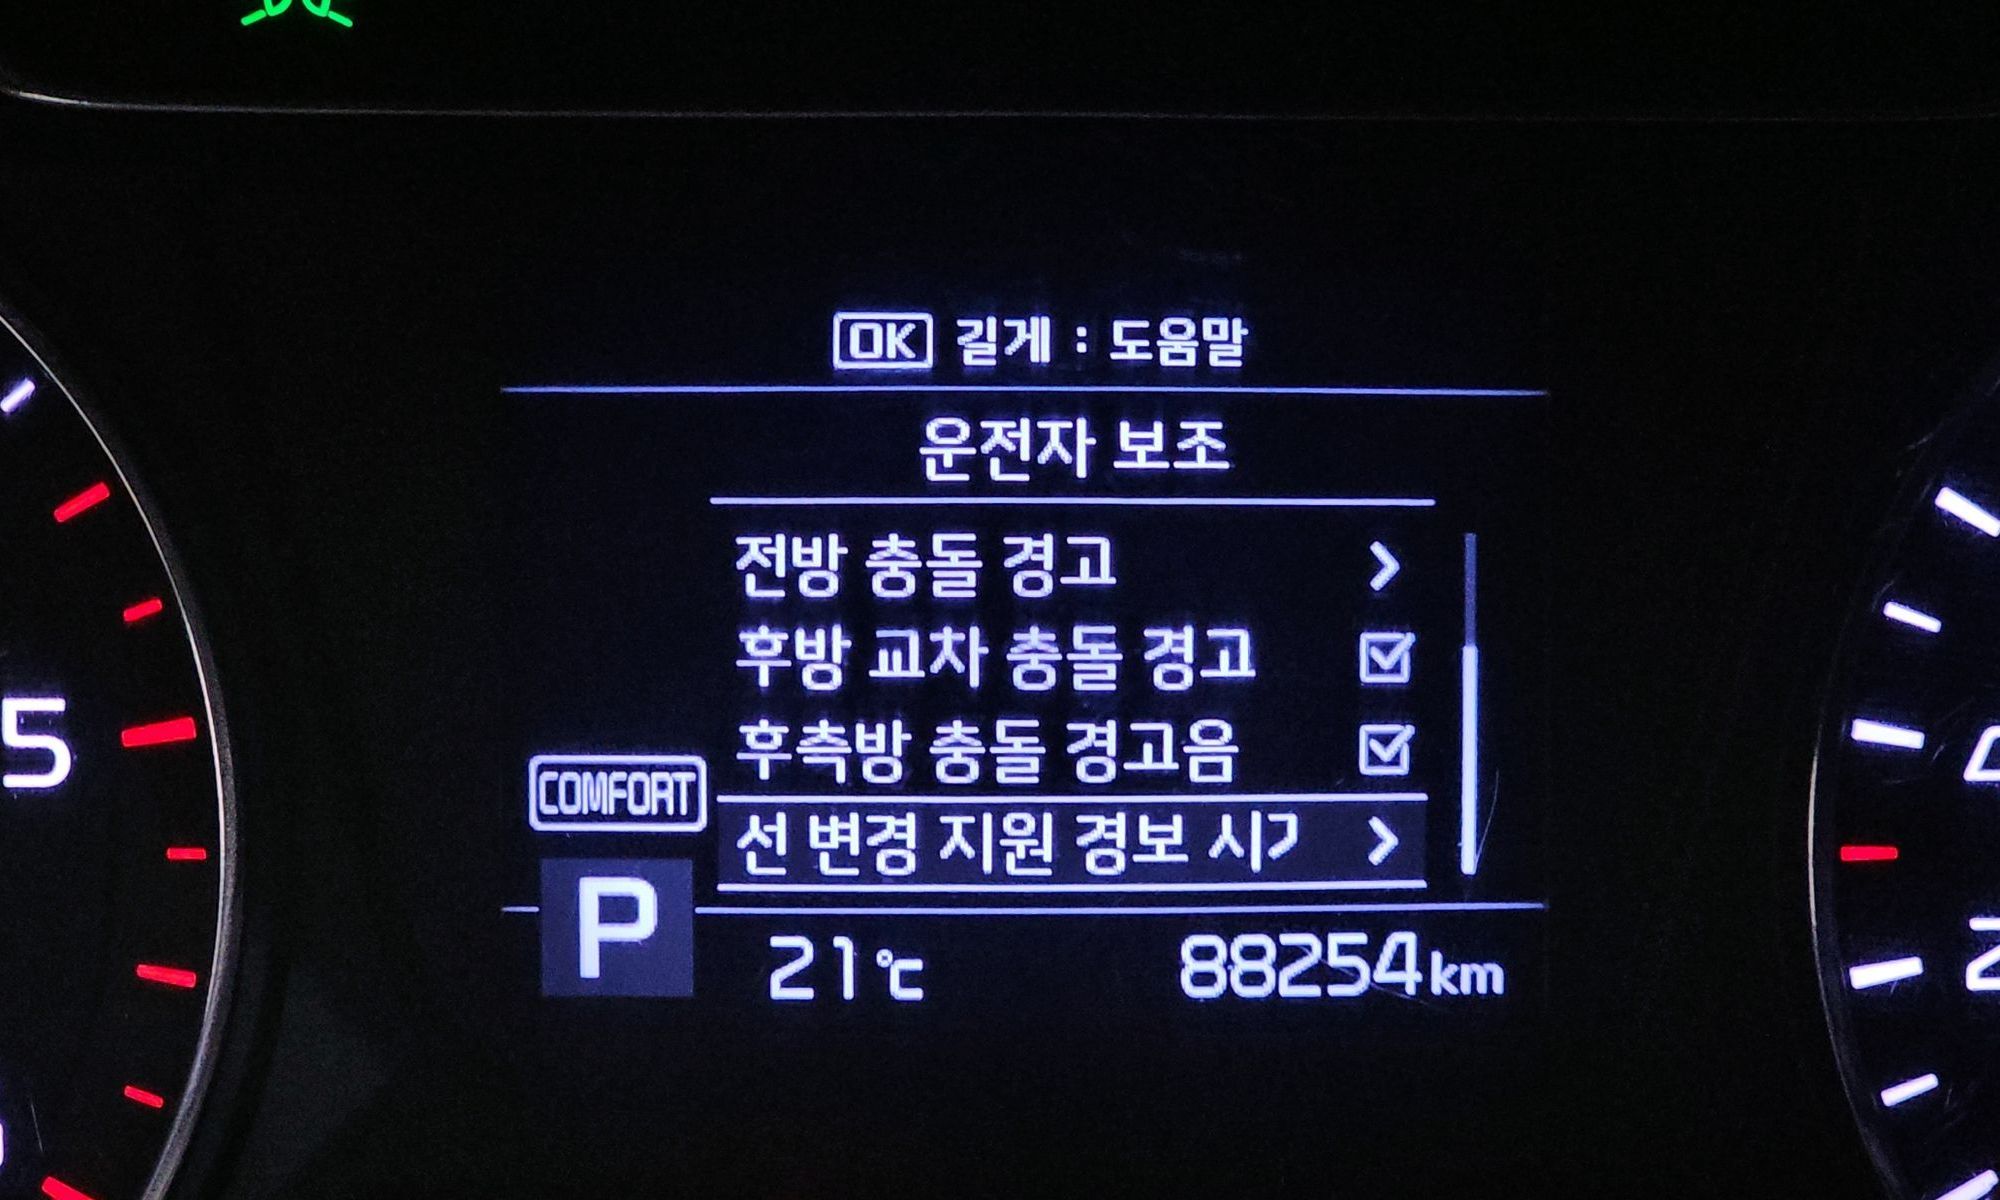 OK 길게 : 도움말
운전자 보조
전방 충돌 경고 >
후방 교차 충돌 경고
후측방 충돌 경고음
COMFORT
선 변경 지원 경보 시 >
P
21℃ 88254km
5
2